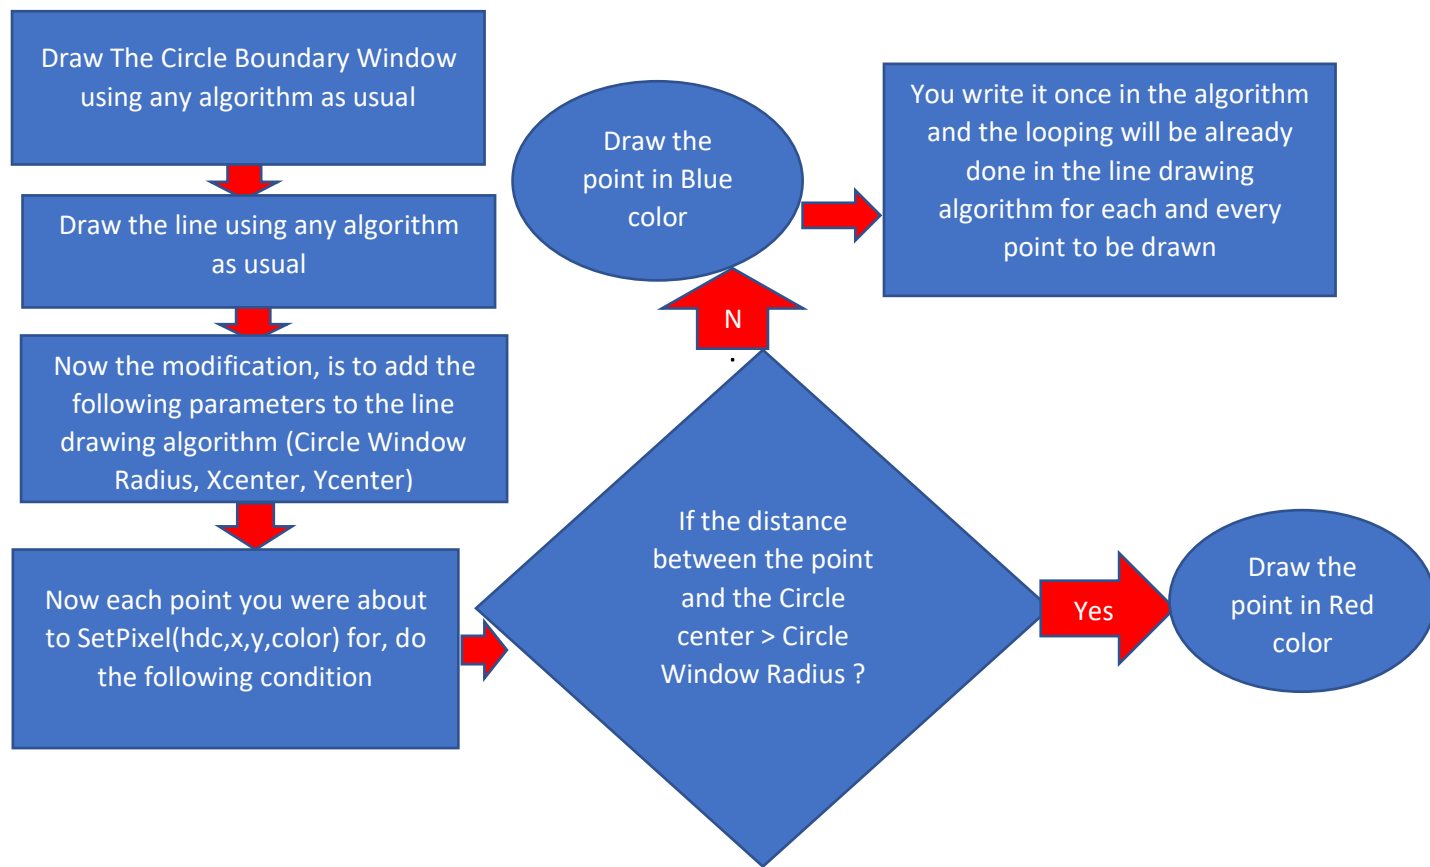 Draw The Circle Boundary Window
using any algorithm as usual
Draw the line using any algorithm
as usual
Now the modification, is to add the
following parameters to the line
drawing algorithm (Circle Window
Radius, Xcenter, Ycenter)
Now each point you were about
to SetPixel(hdc,x,y,color) for, do
the following condition
If the distance
between the point
and the Circle
center > Circle
Window Radius ?
N
.
Draw the
point in Blue
color
You write it once in the algorithm
and the looping will be already
done in the line drawing
algorithm for each and every
point to be drawn
Yes
Draw the
point in Red
color